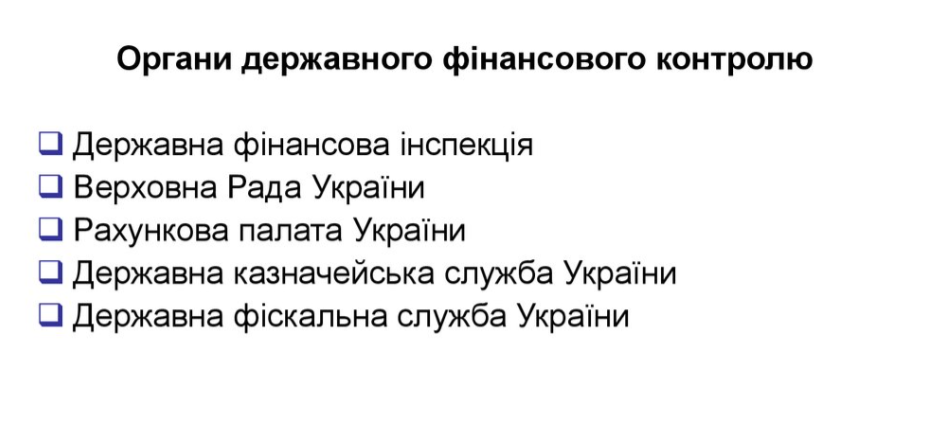 Органи державного фінансового контролю
Державна фінансова інспекція
Верховна Рада України
Рахункова палата України
Державна казначейська служба України
Державна фіскальна служба України